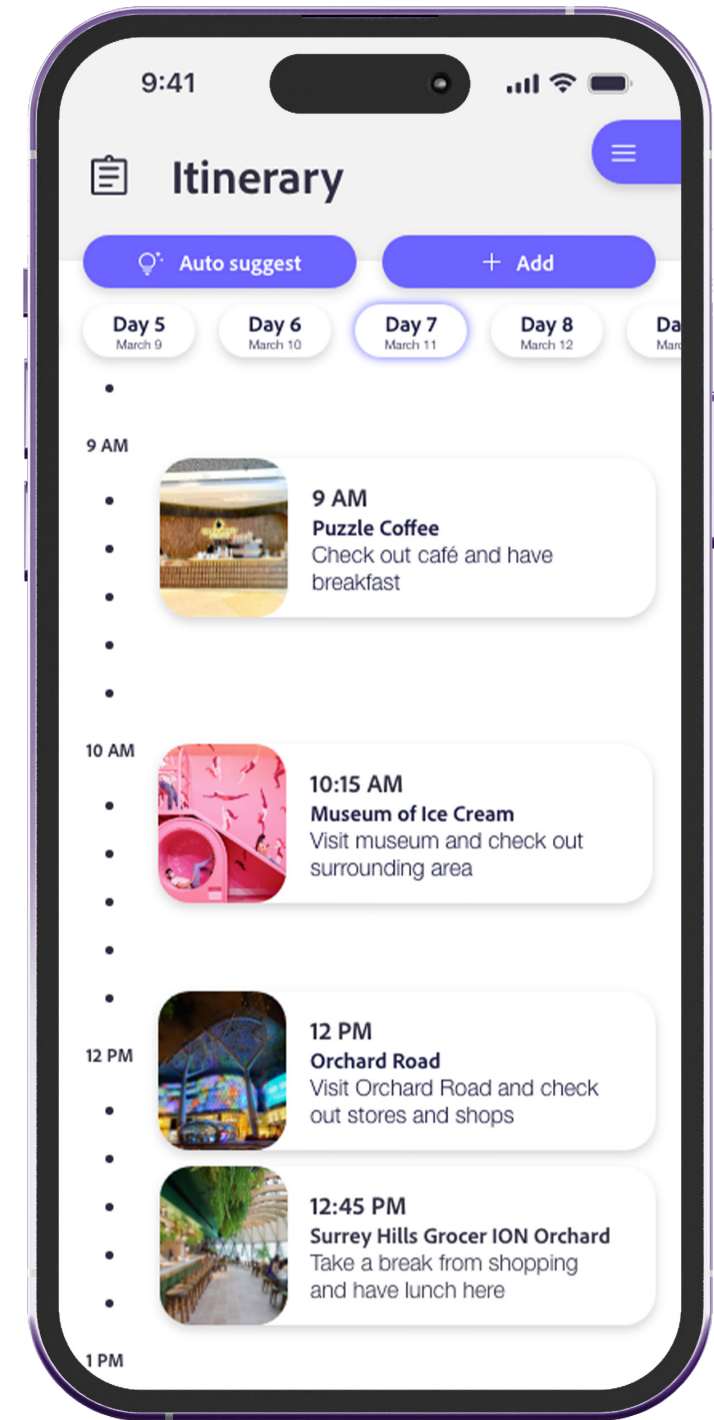 9:41
Itinerary
Auto suggest
+ Add
Day 5
March 9
Day 6
March 10
Day 7
March 11
Day 8
March 12
Da
Marc
9 AM
9 AM
Puzzle Coffee
Check out café and have
breakfast
10 AM
10:15 AM
Museum of Ice Cream
Visit museum and check out
surrounding area
12 PM
12 PM
Orchard Road
Visit Orchard Road and check
out stores and shops
12:45 PM
Surrey Hills Grocer ION Orchard
Take a break from shopping
and have lunch here
1 PM